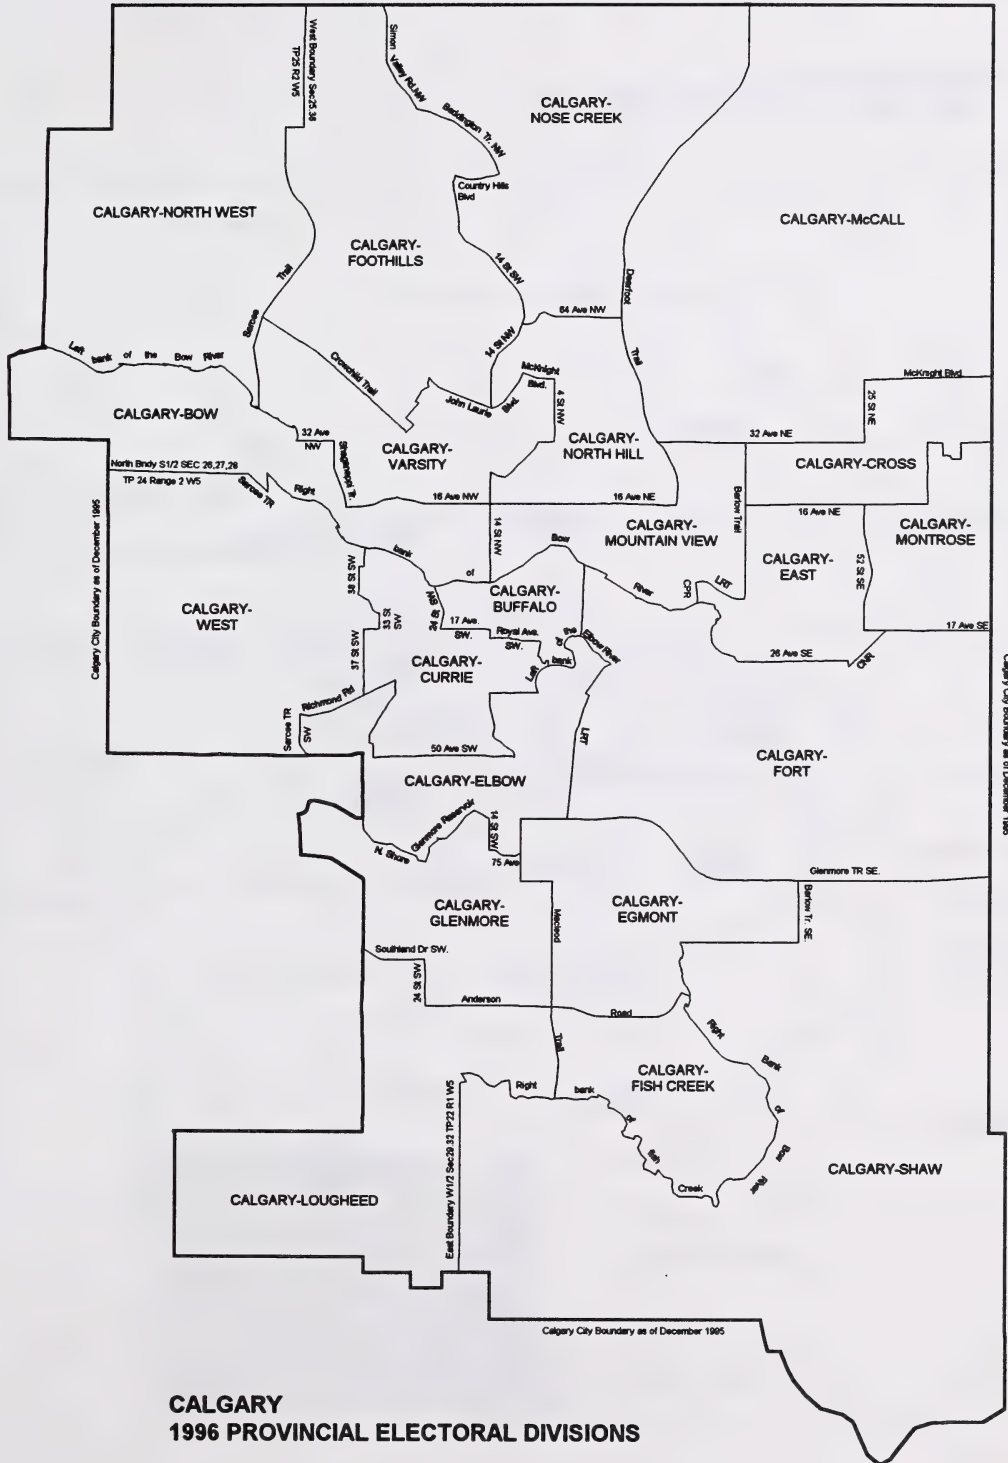 West Boundary Sec25,36
TP25 R2 W5
Simon Valley Rd.NW
Beddington Tr. NW
CALGARY-
NOSE CREEK
Country Hills
Blvd
CALGARY-NORTH WEST
CALGARY-McCALL
CALGARY-
FOOTHILLS
14 St SW
Sarcee Trail
Deerfoot Trail
64 Ave NW
14 St NW
Left bank of the Bow River
Crowchild Trail
McKnight
Blvd.
John Laurie Blvd.
4 St NW
McKnight Blvd.
25 St NE
CALGARY-BOW
32 Ave
NW
Shaganappi Tr.
CALGARY-
VARSITY
CALGARY-
NORTH HILL
32 Ave NE
CALGARY-CROSS
North Bndy S1/2 SEC 26,27,28
TP 24 Range 2 W5
Sarcee TR
Right bank of Bow River
16 Ave NW
16 Ave NE
Barlow Trail
16 Ave NE
14 St NW
CALGARY-
MOUNTAIN VIEW
CALGARY-
MONTROSE
CALGARY-
EAST
52 St SE
Calgary City Boundary as of December 1995
38 St SW
CPR
LRT
CALGARY-
BUFFALO
24 St SW
CALGARY-
WEST
33 St
SW
17 Ave.
SW.
Royal Ave.
SW.
Left bank of the Elbow River
17 Ave SE
37 St SW
CALGARY-
CURRIE
26 Ave SE
CNR
Calgary City Boundary as of December 1995
Richmond Rd
Sarcee TR
SW
LRT
50 Ave SW
CALGARY-
FORT
CALGARY-ELBOW
N. Shore Glenmore Reservoir
14 St SW
75 Ave
Glenmore TR SE.
Barlow Tr. SE.
CALGARY-
GLENMORE
CALGARY-
EGMONT
Macleod Trail
Southland Dr SW.
24 St SW
Anderson Road
Right Bank of Bow River
CALGARY-
FISH CREEK
Right bank of fish Creek
East Boundary W1/2 Sec29,32 TP22 R1 W5
CALGARY-SHAW
CALGARY-LOUGHEED
Calgary City Boundary as of December 1995
CALGARY
1996 PROVINCIAL ELECTORAL DIVISIONS